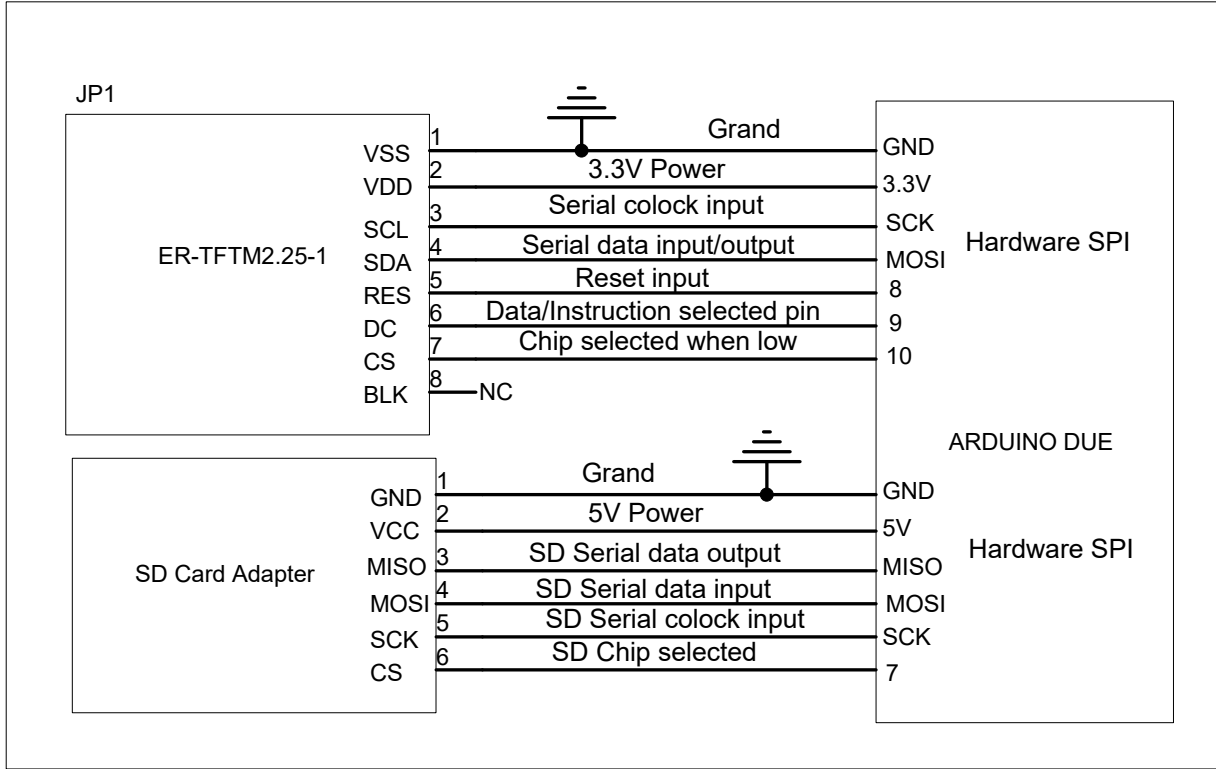 JP1
ER-TFTM2.25-1
VSS 1 Grand GND
VDD 2 3.3V Power 3.3V
SCL 3 Serial colock input SCK
SDA 4 Serial data input/output MOSI
RES 5 Reset input 8
DC 6 Data/Instruction selected pin 9
CS 7 Chip selected when low 10
BLK 8 NC
Hardware SPI
ARDUINO DUE
SD Card Adapter
GND 1 Grand GND
VCC 2 5V Power 5V
MISO 3 SD Serial data output MISO
MOSI 4 SD Serial data input MOSI
SCK 5 SD Serial colock input SCK
CS 6 SD Chip selected 7
Hardware SPI